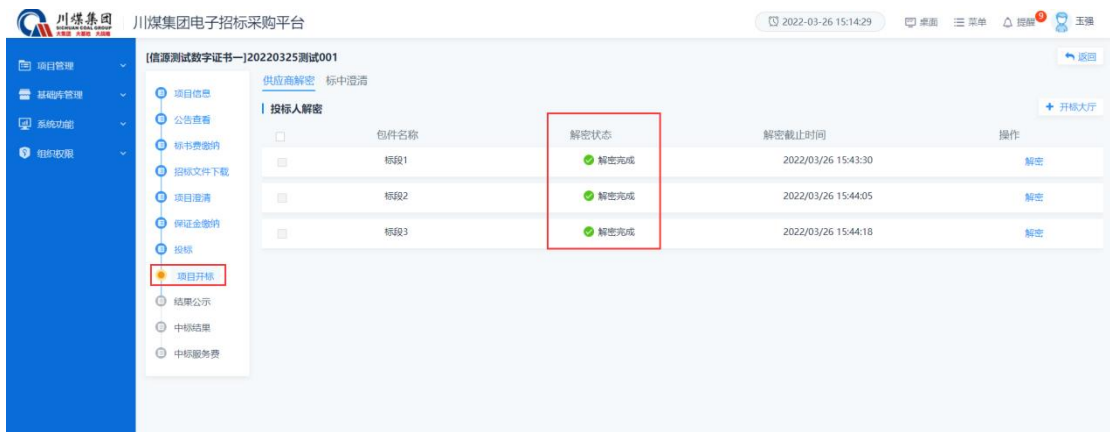 川煤集团
SICHUAN COAL GROUP
川煤集团电子招标采购平台
2022-03-26 15:14:29
桌面
菜单
提醒
9
玉强
项目管理
基础库管理
系统功能
组织权限
[信源测试数字证书一]20220325测试001
返回
项目信息
公告查看
标书费缴纳
招标文件下载
项目澄清
保证金缴纳
投标
项目开标
结果公示
中标结果
中标服务费
供应商解密 标中澄清
投标人解密
开标大厅
包件名称 解密状态 解密截止时间 操作
标段1 解密完成 2022/03/26 15:43:30 解密
标段2 解密完成 2022/03/26 15:44:05 解密
标段3 解密完成 2022/03/26 15:44:18 解密